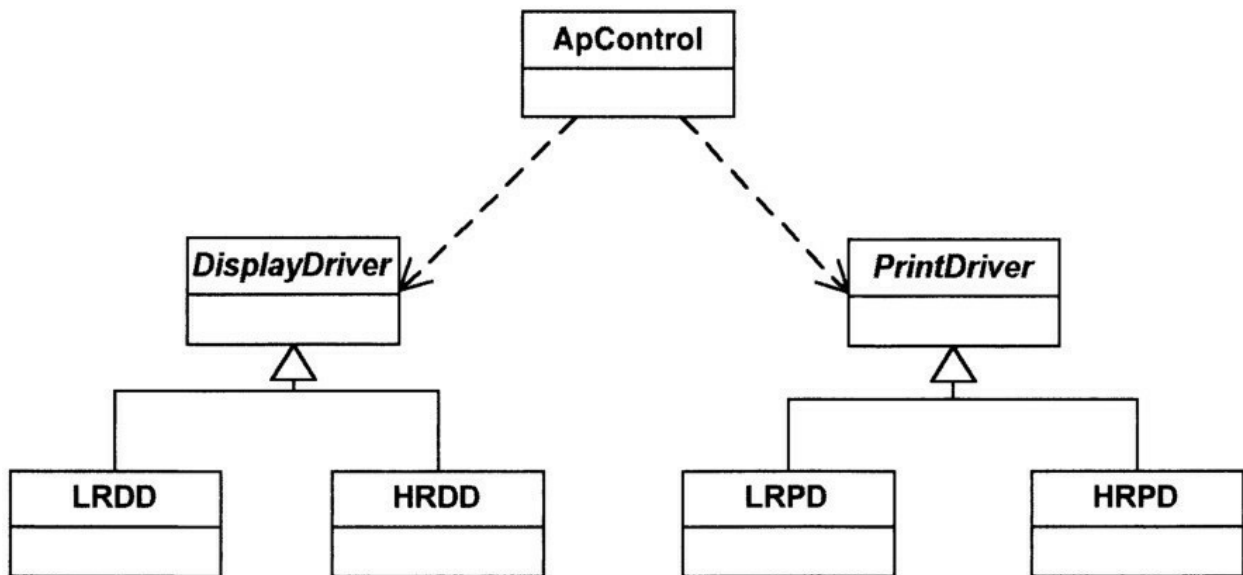 ApControl
DisplayDriver
PrintDriver
LRDD
HRDD
LRPD
HRPD